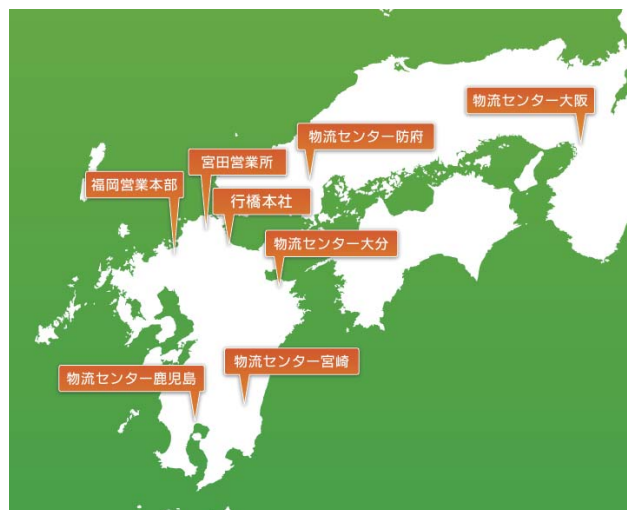 物流センター大阪
物流センター防府
宮田営業所
福岡営業本部
行橋本社
物流センター大分
物流センター宮崎
物流センター鹿児島